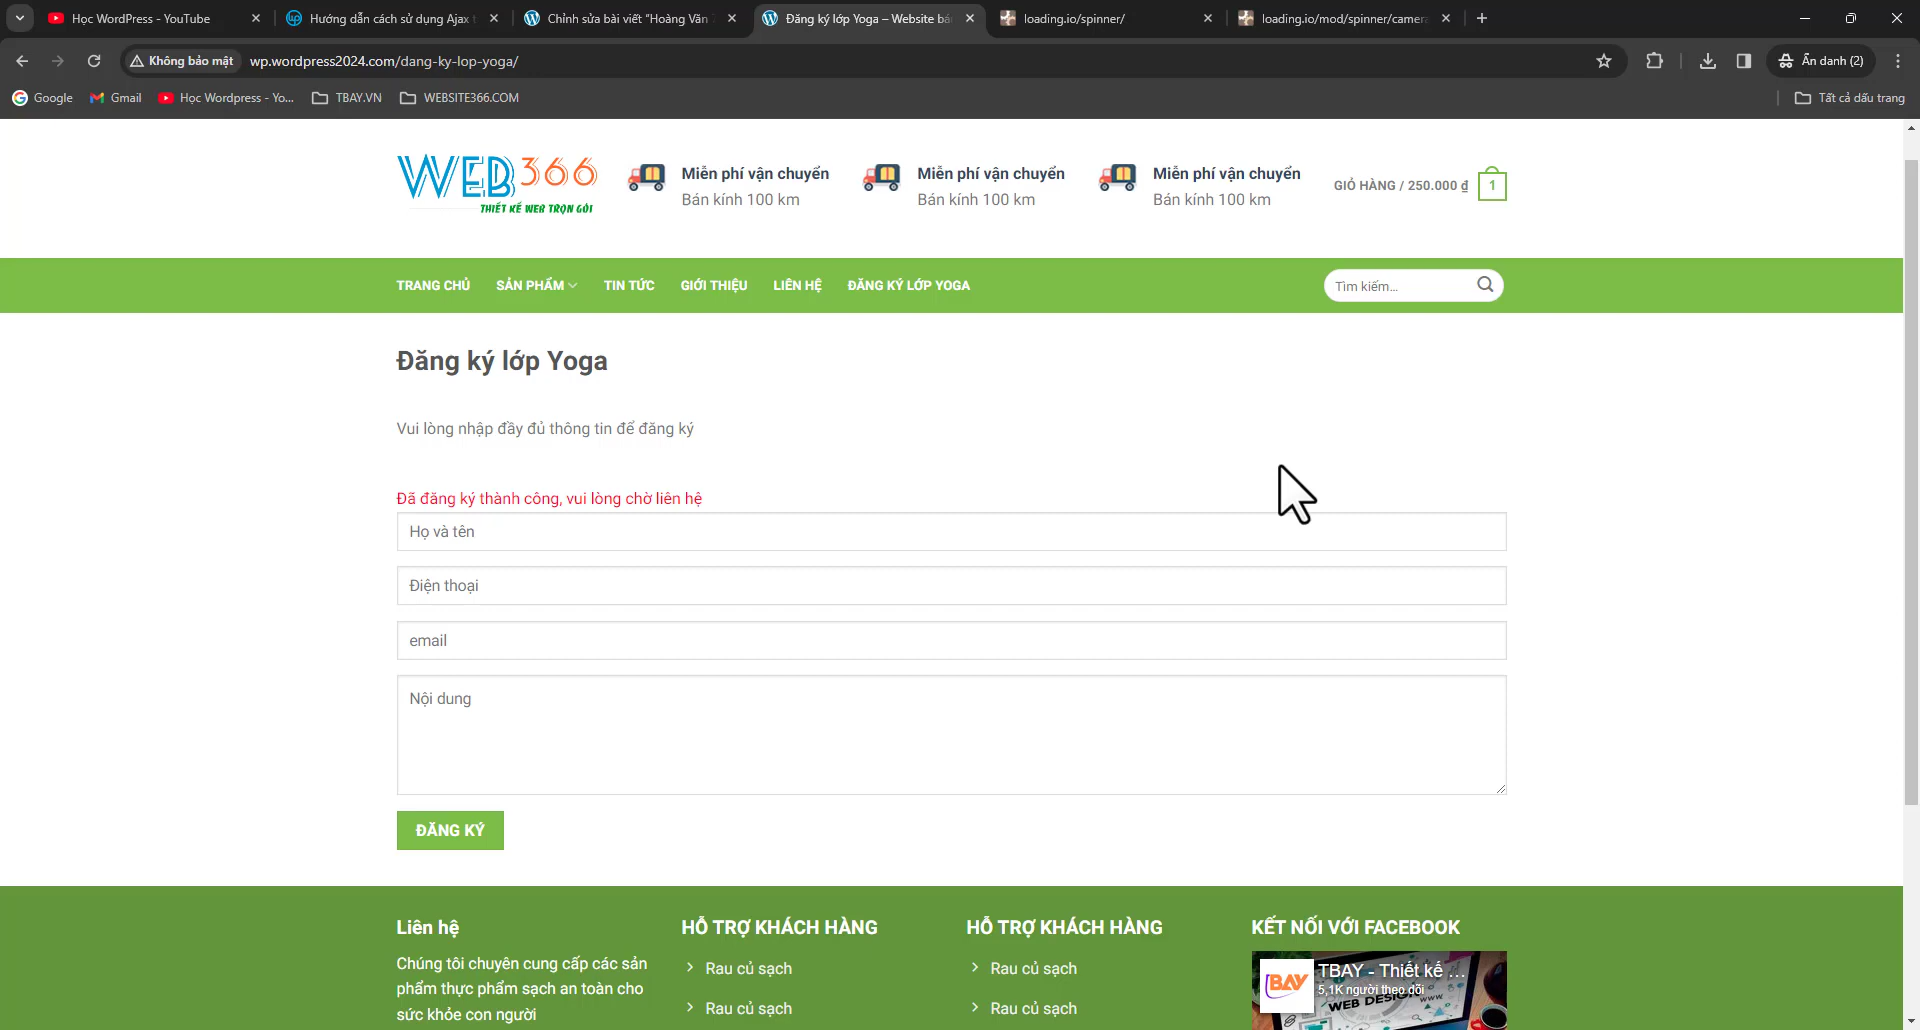 Học WordPress - YouTube
Hướng dẫn cách sử dụng Ajax t
Chỉnh sửa bài viết "Hoàng Văn
Đăng ký lớp Yoga – Website bá
loading.io/spinner/
loading.io/mod/spinner/camera
Không bảo mật
wp.wordpress2024.com/dang-ky-lop-yoga/
Ẩn danh (2)
Google
Gmail
Học Wordpress - Yo...
TBAY.VN
WEBSITE366.COM
Tất cả dấu trang
WEB366
THIẾT KẾ WEB TRỌN GÓI
Miễn phí vận chuyển
Bán kính 100 km
Miễn phí vận chuyển
Bán kính 100 km
Miễn phí vận chuyển
Bán kính 100 km
GIỎ HÀNG / 250.000 ₫
1
TRANG CHỦ
SẢN PHẨM
TIN TỨC
GIỚI THIỆU
LIÊN HỆ
ĐĂNG KÝ LỚP YOGA
Tìm kiếm...
Đăng ký lớp Yoga
Vui lòng nhập đầy đủ thông tin để đăng ký
Đã đăng ký thành công, vui lòng chờ liên hệ
Họ và tên
Điện thoại
email
Nội dung
ĐĂNG KÝ
Liên hệ
Chúng tôi chuyên cung cấp các sản
phẩm thực phẩm sạch an toàn cho
sức khỏe con người
HỖ TRỢ KHÁCH HÀNG
Rau củ sạch
Rau củ sạch
HỖ TRỢ KHÁCH HÀNG
Rau củ sạch
Rau củ sạch
KẾT NỐI VỚI FACEBOOK
BAY
TBAY - Thiết kế ...
5,1K người theo dõi
WEB DESIGN
WWW.